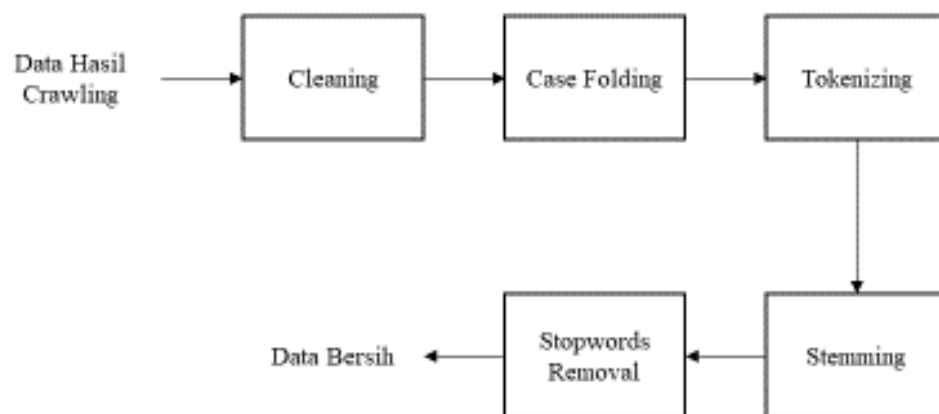 Data Hasil
Crawling
Cleaning
Case Folding
Tokenizing
Data Bersih
Stopwords
Removal
Stemming